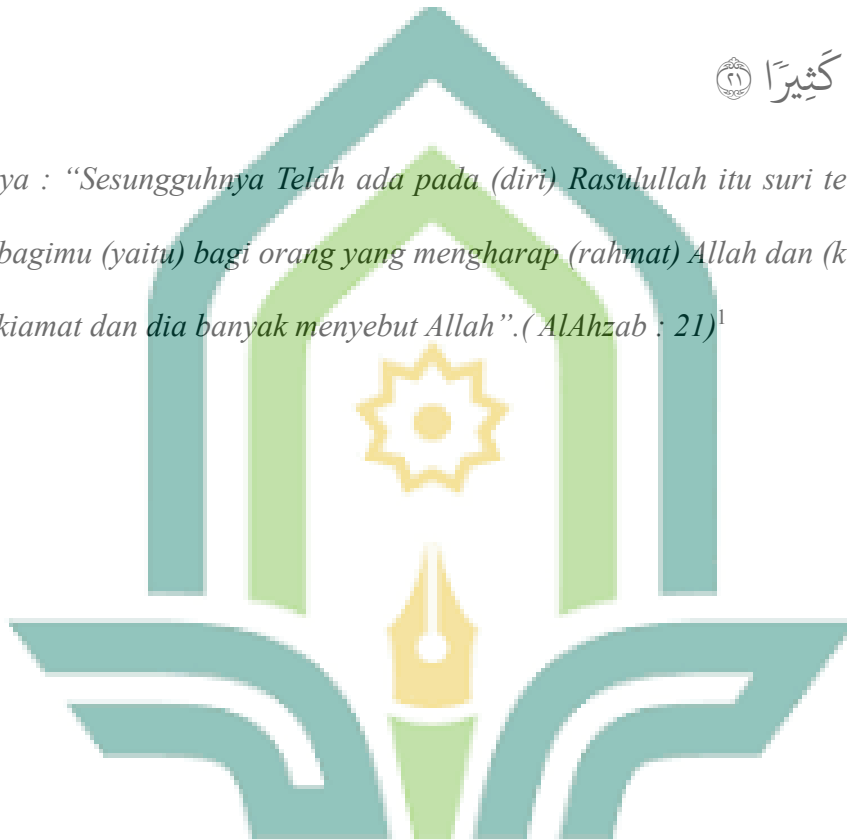 كَثِيرًا ۝٢١
ya : “Sesungguhnya Telah ada pada (diri) Rasulullah itu suri te
bagimu (yaitu) bagi orang yang mengharap (rahmat) Allah dan (k
kiamat dan dia banyak menyebut Allah”.( AlAhzab : 21)1